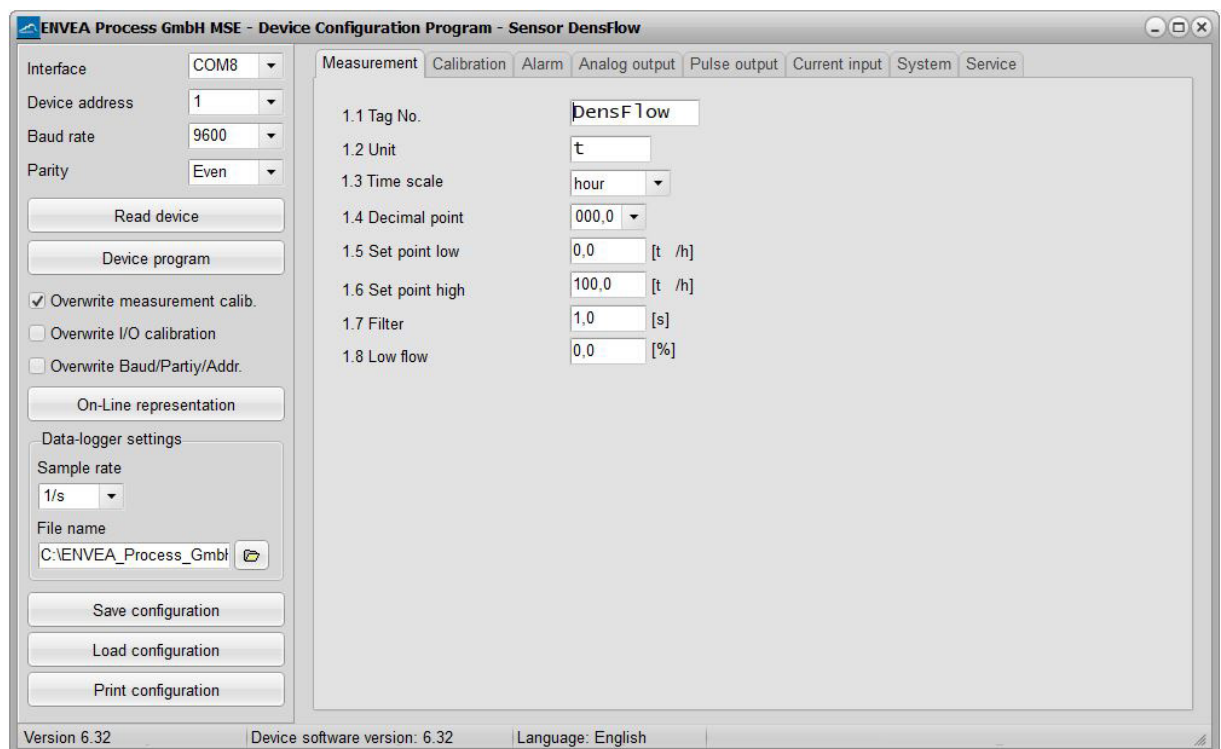 ENVEA Process GmbH MSE - Device Configuration Program - Sensor DensFlow
Interface COM8
Device address 1
Baud rate 9600
Parity Even
Read device
Device program
Overwrite measurement calib.
Overwrite I/O calibration
Overwrite Baud/Partiy/Addr.
On-Line representation
Data-logger settings
Sample rate
1/s
File name
C:\ENVEA_Process_Gmb
Save configuration
Load configuration
Print configuration
Measurement Calibration Alarm Analog output Pulse output Current input System Service
1.1 Tag No. DensFlow
1.2 Unit t
1.3 Time scale hour
1.4 Decimal point 000,0
1.5 Set point low 0,0 [t /h]
1.6 Set point high 100,0 [t /h]
1.7 Filter 1,0 [s]
1.8 Low flow 0,0 [%]
Version 6.32 Device software version: 6.32 Language: English